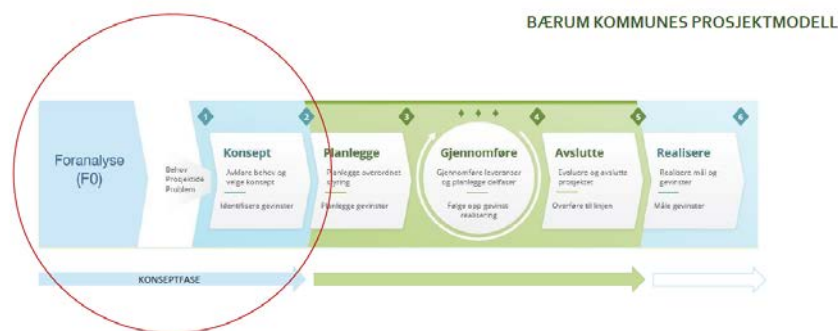 BÆRUM KOMMUNES PROSJEKTMODELL
1
2
3
4
5
6
Foranalyse
(F0)
Behov
Prosjektide
Problem
Konsept
Avklare behov og
velge konsept
Identifisere gevinster
Planlegge
Planlegge overordnet
styring
Planlegge gevinster
Gjennomføre
Gjennomføre leveranser
og planlegge delfaser
Følge opp gevinst
realisering
Avslutte
Evaluere og avslutte
prosjektet
Overføre til linjen
Realisere
Realisere mål og
gevinster
Måle gevinster
KONSEPTFASE